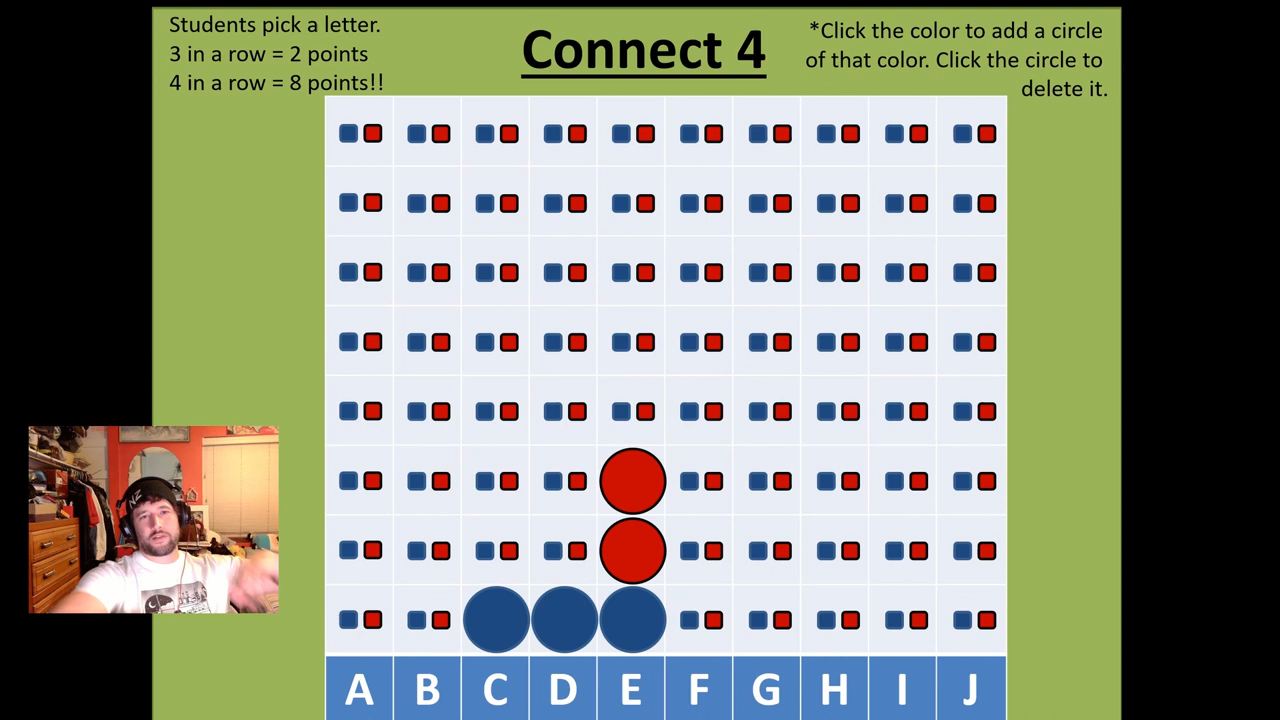 Students pick a letter.
3 in a row = 2 points
4 in a row = 8 points!!
Connect 4
*Click the color to add a circle
of that color. Click the circle to
delete it.
NZ
A B C D E F G H I J